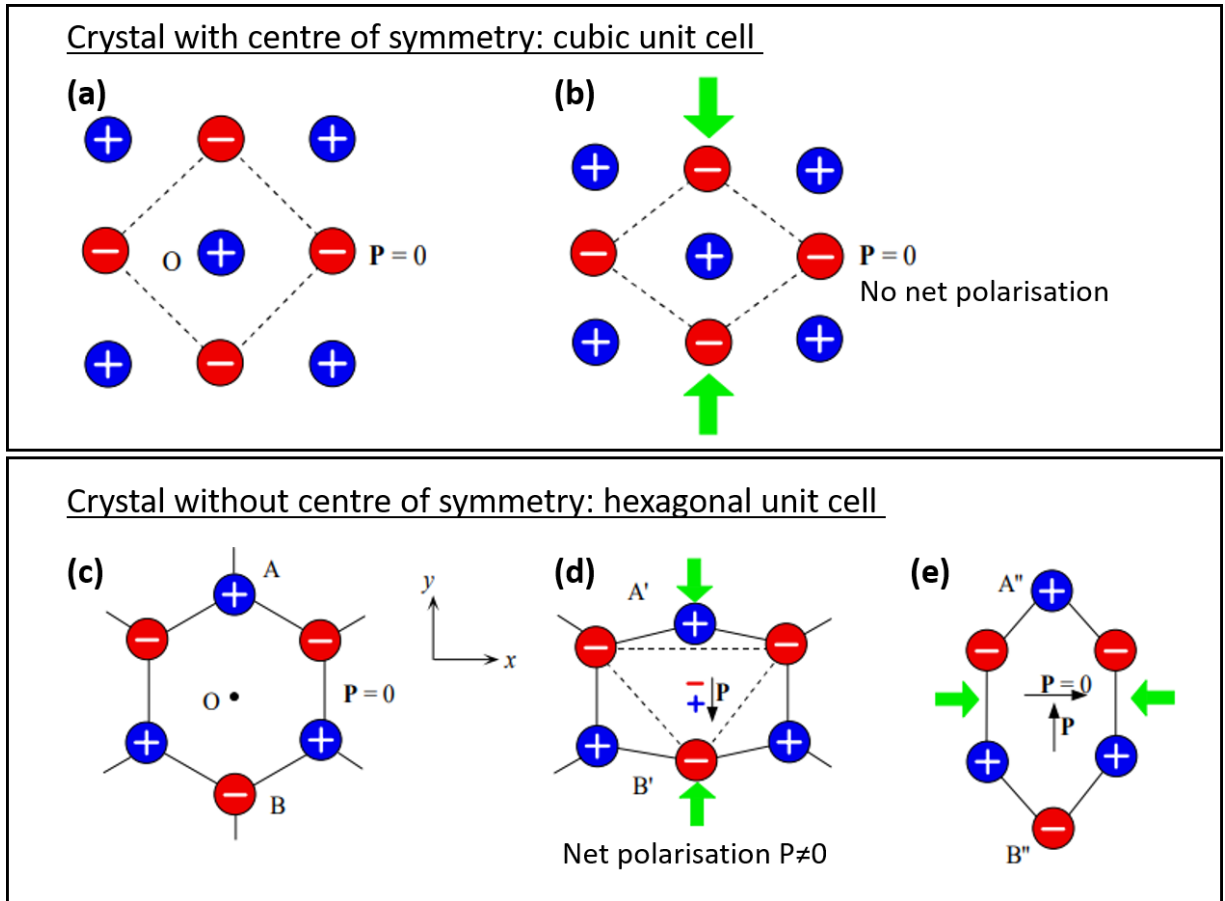 Crystal with centre of symmetry: cubic unit cell
(a)
+ − +
− O + − P = 0
+ − +
(b)
+ − +
− + − P = 0
No net polarisation
+ − +
Crystal without centre of symmetry: hexagonal unit cell
(c)
A
+
− −
O P = 0
+ +
− B
y
x
(d)
A'
+
− −
− P
+
+ +
−
B'
Net polarisation P≠0
(e)
A"
+
− −
P = 0
P
+ +
−
B"